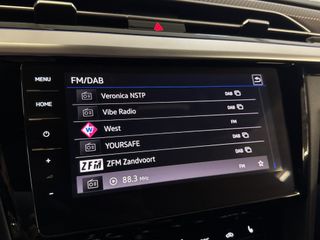 FM/DAB
MENU
Veronica NSTP DAB
HOME
Vibe Radio DAB
W West FM
YOURSAFE DAB
ZFM ZFM Zandvoort DAB
88.3 MHz FM